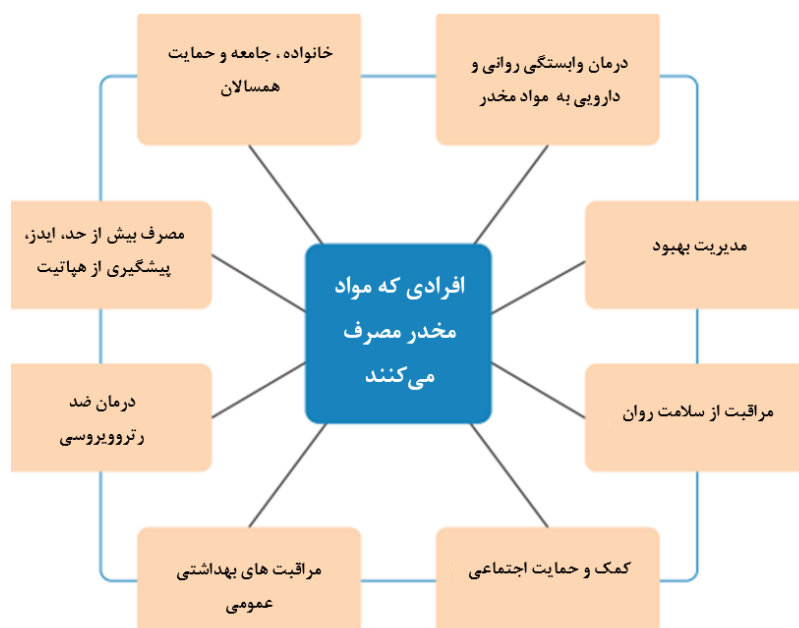 درمان وابستگی روانی و
دارویی به مواد مخدر
خانواده، جامعه و حمایت
همسالان
مدیریت بهبود
مصرف بیش از حد، ایدز،
پیشگیری از هپاتیت
افرادی که مواد
مخدر مصرف
می‌کنند
مراقبت از سلامت روان
درمان ضد
رتروویروسی
کمک و حمایت اجتماعی
مراقبت های بهداشتی
عمومی